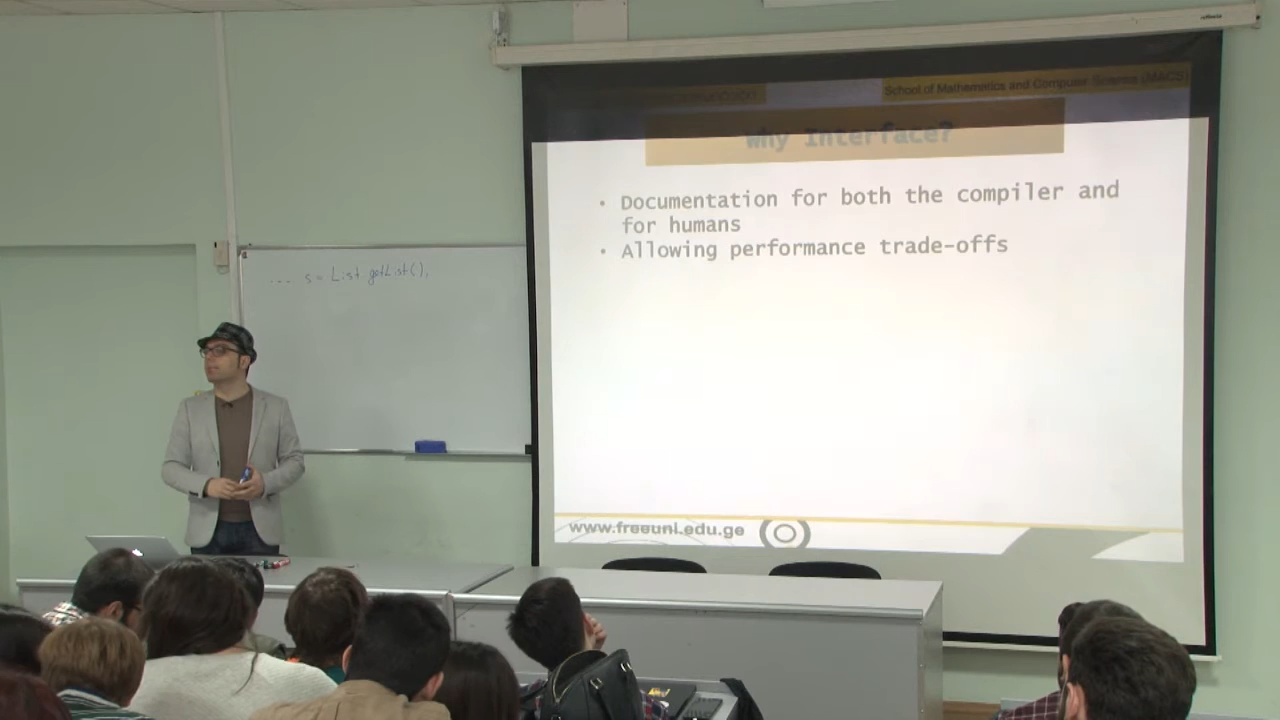 School of Mathematics and Computer Science (MACS)
Why Interface?
• Documentation for both the compiler and
for humans
• Allowing performance trade-offs
... s = List.getList();
www.freeuni.edu.ge